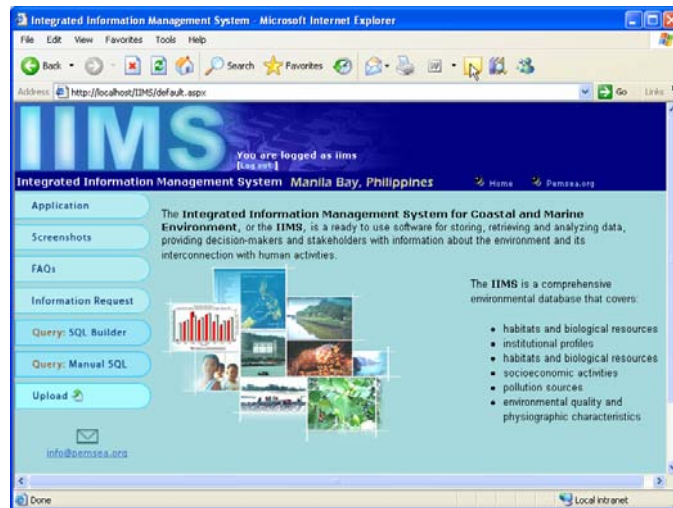 Integrated Information Management System - Microsoft Internet Explorer
File Edit View Favorites Tools Help
Back Search Favorites
Address http://localhost/IIMS/default.aspx Go Links
IIMS
You are logged as iims
[Log out]
Integrated Information Management System Manila Bay, Philippines Home Pemsea.org
Application
Screenshots
FAQs
Information Request
Query: SQL Builder
Query: Manual SQL
Upload
info@pemsea.org
The Integrated Information Management System for Coastal and Marine
Environment, or the IIMS, is a ready to use software for storing, retrieving and analyzing data,
providing decision-makers and stakeholders with information about the environment and its
interconnection with human activities.
The IIMS is a comprehensive
environmental database that covers:
• habitats and biological resources
• institutional profiles
• habitats and biological resources
• socioeconomic activities
• pollution sources
• environmental quality and
physiographic characteristics
Done Local intranet